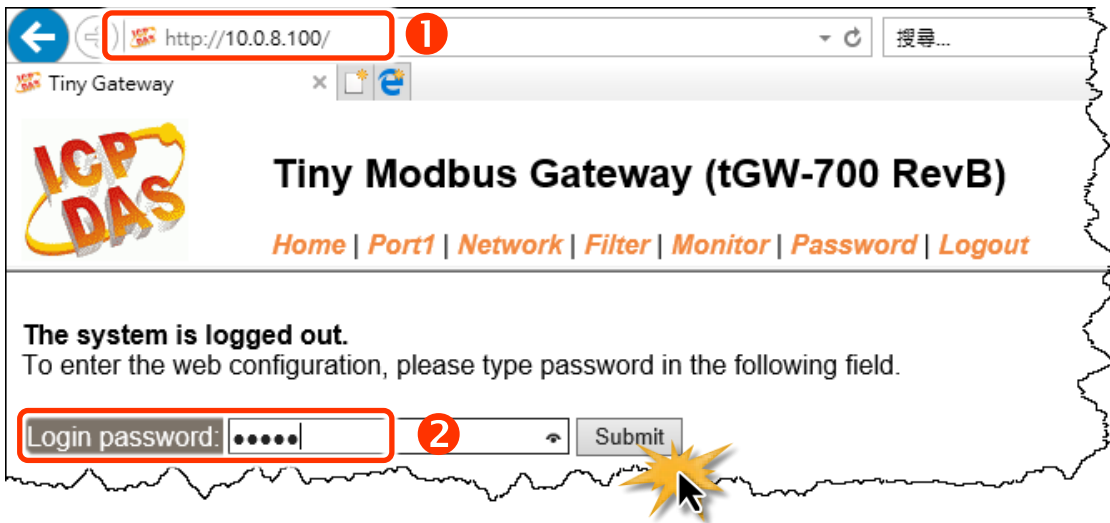 http://10.0.8.100/ 1 搜尋...
Tiny Gateway
ICP DAS
Tiny Modbus Gateway (tGW-700 RevB)
Home | Port1 | Network | Filter | Monitor | Password | Logout
The system is logged out.
To enter the web configuration, please type password in the following field.
Login password: ●●●●● 2 Submit